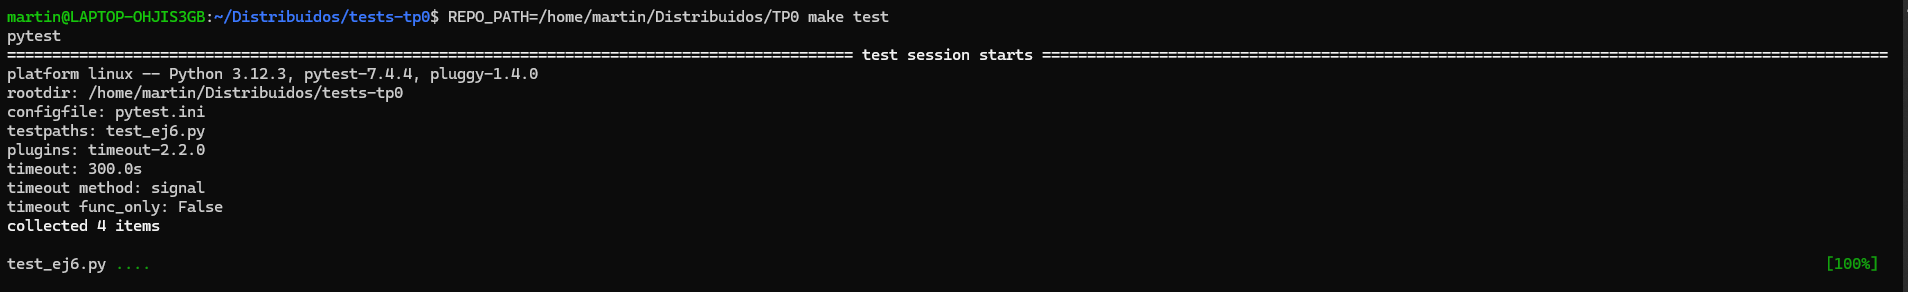 martin@LAPTOP-OHJIS3GB:~/Distribuidos/tests-tp0$ REPO_PATH=/home/martin/Distribuidos/TP0 make test
pytest
============================================================================================== test session starts ==============================================================================================
platform linux -- Python 3.12.3, pytest-7.4.4, pluggy-1.4.0
rootdir: /home/martin/Distribuidos/tests-tp0
configfile: pytest.ini
testpaths: test_ej6.py
plugins: timeout-2.2.0
timeout: 300.0s
timeout method: signal
timeout func_only: False
collected 4 items
test_ej6.py .... [100%]